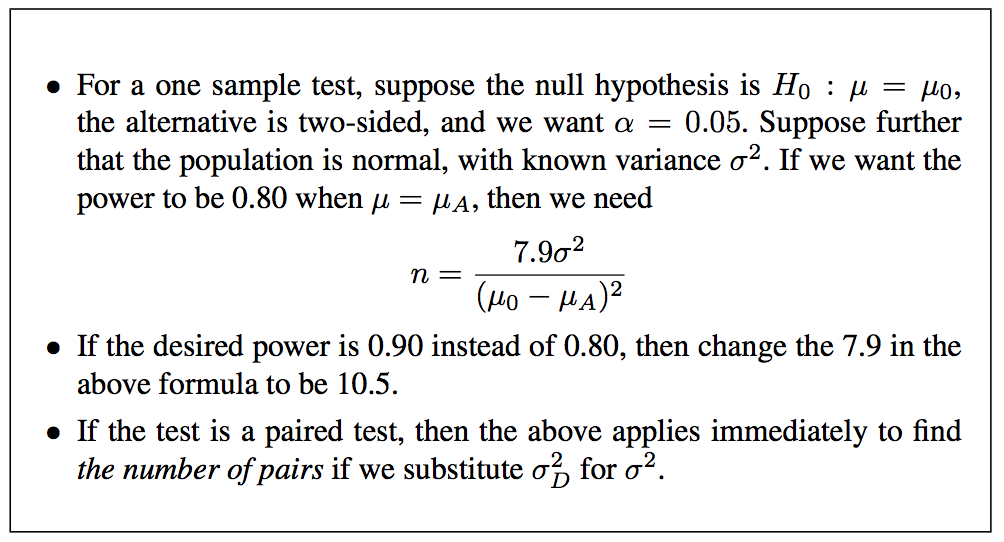 • For a one sample test, suppose the null hypothesis is H₀ : μ = μ₀,
the alternative is two-sided, and we want α = 0.05. Suppose further
that the population is normal, with known variance σ². If we want the
power to be 0.80 when μ = μ_A, then we need
n = 7.9σ² / (μ₀ − μ_A)²
• If the desired power is 0.90 instead of 0.80, then change the 7.9 in the
above formula to be 10.5.
• If the test is a paired test, then the above applies immediately to find
the number of pairs if we substitute σ²_D for σ².